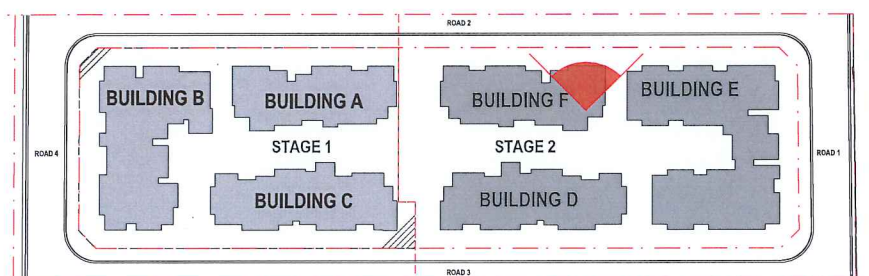 ROAD 2
BUILDING B
BUILDING A
BUILDING F
BUILDING E
STAGE 1
STAGE 2
ROAD 4
ROAD 1
BUILDING C
BUILDING D
ROAD 3